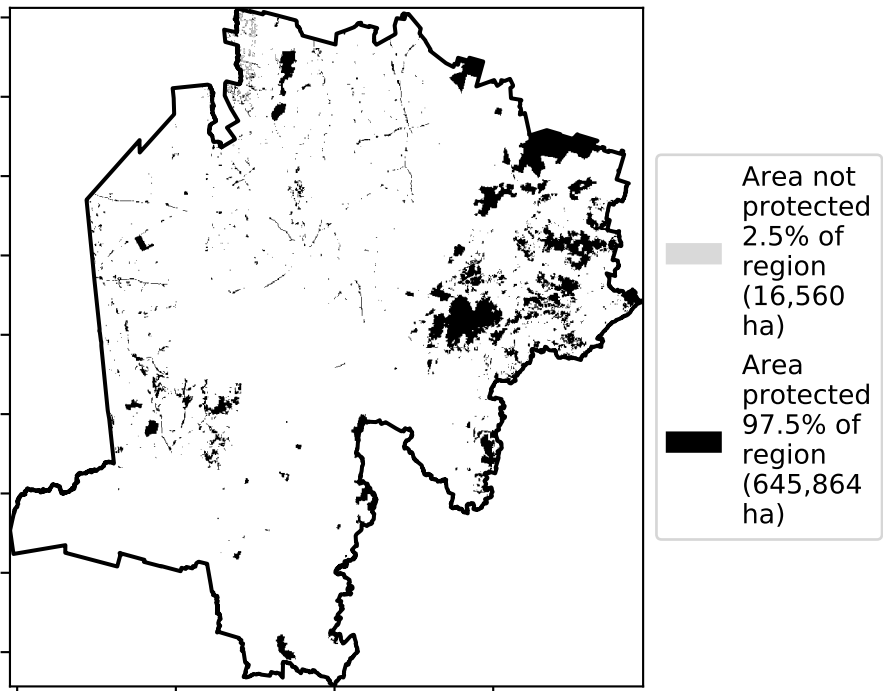 Area not
protected
2.5% of
region
(16,560
ha)
Area
protected
97.5% of
region
(645,864
ha)